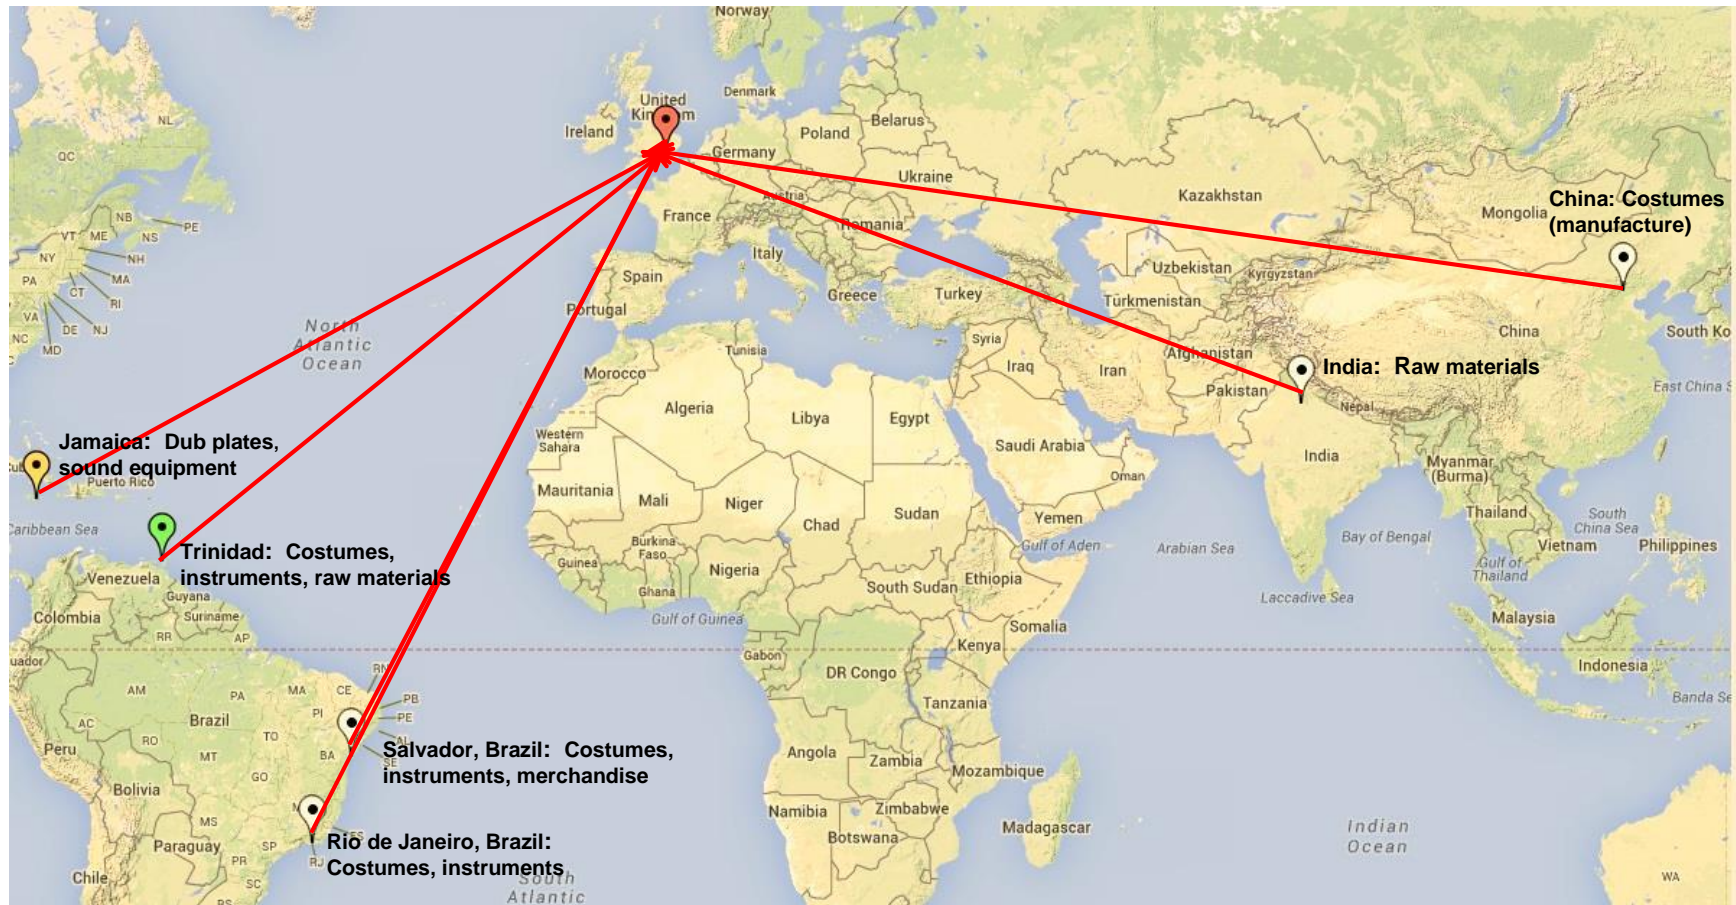 Norway
NL
United
Kingdom
Denmark
Ireland
Belarus
Poland
QC
Germany
Ukraine
Kazakhstan
China: Costumes
(manufacture)
Mongolia
Austria
France
Romania
NB
PE
VT
ME
NS
NY
NH
PA
MA
CT
RI
VA
DE
NJ
NC
MD
Italy
Spain
Portugal
Greece
Turkey
Uzbekistan
Kyrgyzstan
Turkmenistan
China
South Ko
North
Atlantic
Ocean
Tunisia
Syria
Morocco
Iraq
Iran
Afghanistan
Pakistan
India: Raw materials
East China S
Nepal
Algeria
Libya
Egypt
Western
Sahara
Saudi Arabia
India
Myanmar
(Burma)
Jamaica: Dub plates,
sound equipment
Cub
Puerto Rico
Mauritania
Mali
Niger
Chad
Sudan
Oman
Yemen
Thailand
South
China Sea
Caribbean Sea
Gulf of Aden
Arabian Sea
Bay of Bengal
Vietnam
Philippines
Burkina
Faso
Guinea
Nigeria
Ghana
South Sudan
Ethiopia
Gulf of
Thailand
Laccadive Sea
Trinidad: Costumes,
instruments, raw materials
Venezuela
Guyana
Colombia
Suriname
RR
AP
Gulf of Guinea
Somalia
Malaysia
uador
Gabon
Kenya
DR Congo
Indonesia
RN
AM
PA
MA
CE
PB
PI
PE
AC
Brazil
TO
AL
RO
Peru
MT
BA
SE
GO
Tanzania
Banda Se
Salvador, Brazil: Costumes,
instruments, merchandise
Angola
Zambia
Mozambique
Bolivia
MS
ES
Namibia
Zimbabwe
Botswana
Madagascar
Indian
Ocean
Rio de Janeiro, Brazil:
Costumes, instruments
Paraguay
SP
RJ
PR
Chile
SC
RS
South
Atlantic
WA